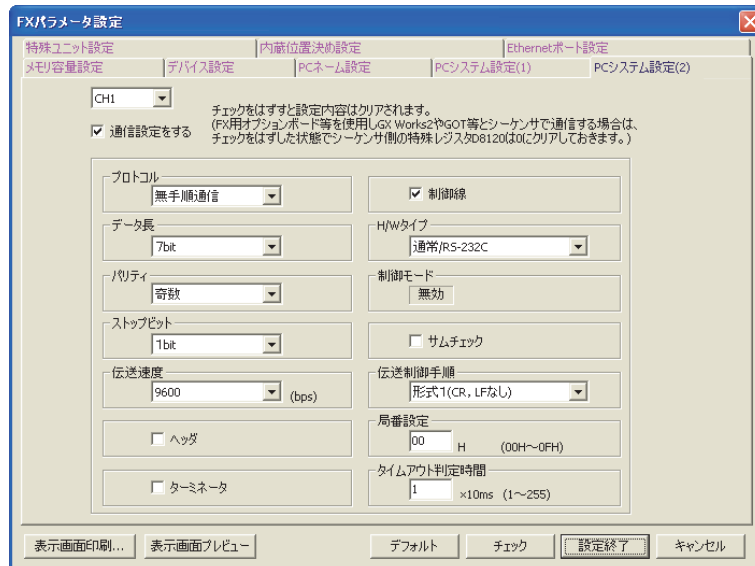 FXパラメータ設定
特殊ユニット設定 内蔵位置決め設定 Ethernetポート設定
メモリ容量設定 デバイス設定 PCネーム設定 PCシステム設定(1) PCシステム設定(2)
CH1
チェックをはずすと設定内容はクリアされます。
通信設定をする (FX用オプションボード等を使用しGX Works2やGOT等とシーケンサで通信する場合は、
チェックをはずした状態でシーケンサ側の特殊レジスタD8120は0にクリアしておきます。)
プロトコル
無手順通信 制御線
データ長 H/Wタイプ
7bit 通常/RS-232C
パリティ 制御モード
奇数 無効
ストップビット
1bit サムチェック
伝送速度 伝送制御手順
9600 (bps) 形式1(CR, LFなし)
局番設定
ヘッダ 00 H (00H～0FH)
タイムアウト判定時間
ターミネータ 1 ×10ms (1～255)
表示画面印刷... 表示画面プレビュー デフォルト チェック 設定終了 キャンセル